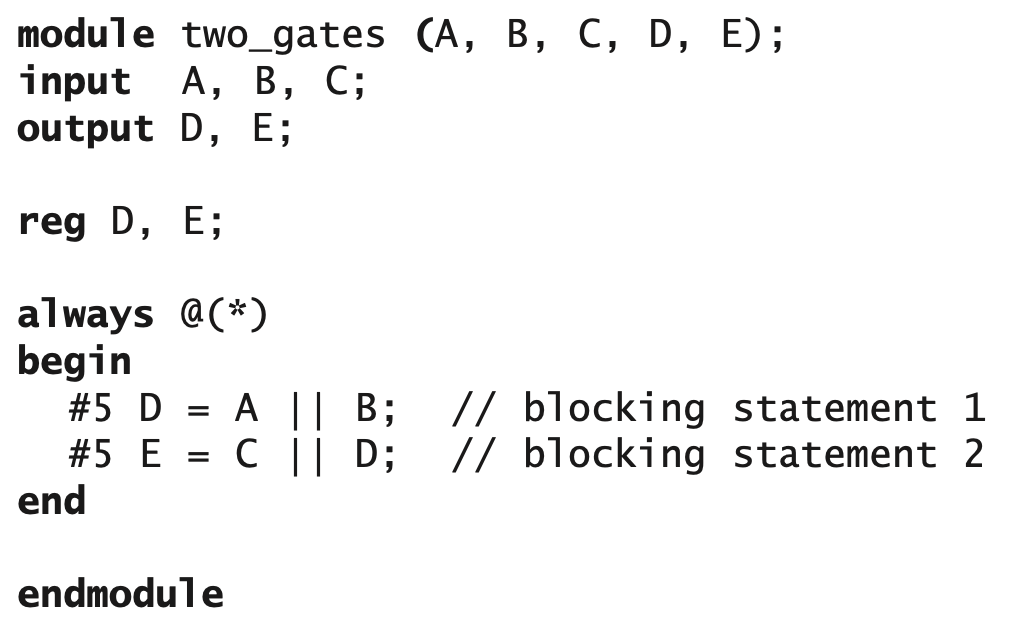 module two_gates (A, B, C, D, E);
input  A, B, C;
output D, E;
reg D, E;
always @(*)
begin
  #5 D = A || B;  // blocking statement 1
  #5 E = C || D;  // blocking statement 2
end
endmodule